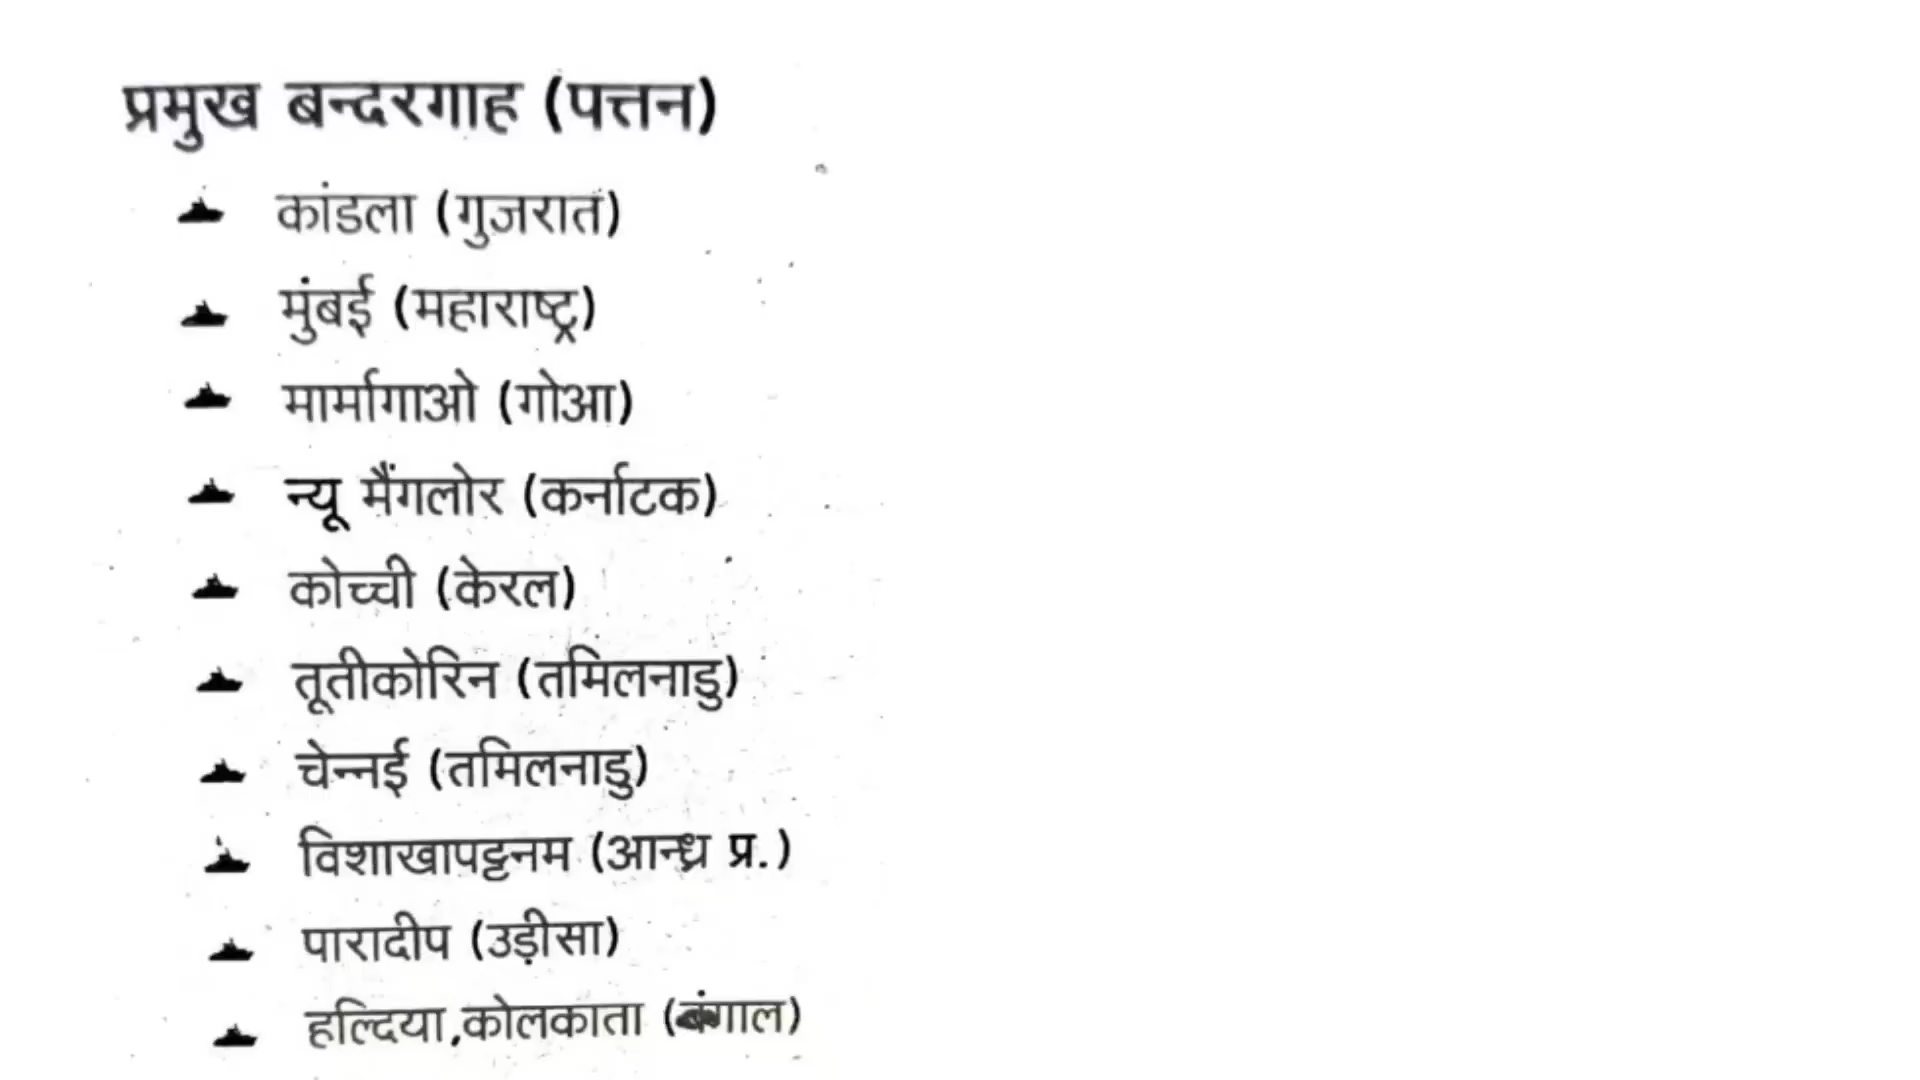 प्रमुख बन्दरगाह (पत्तन)
कांडला (गुजरात)
मुंबई (महाराष्ट्र)
मार्मागाओ (गोआ)
न्यू मैंगलोर (कर्नाटक)
कोच्ची (केरल)
तूतीकोरिन (तमिलनाडु)
चेन्नई (तमिलनाडु)
विशाखापट्टनम (आन्ध्र प्र.)
पारादीप (उड़ीसा)
हल्दिया,कोलकाता (बंगाल)